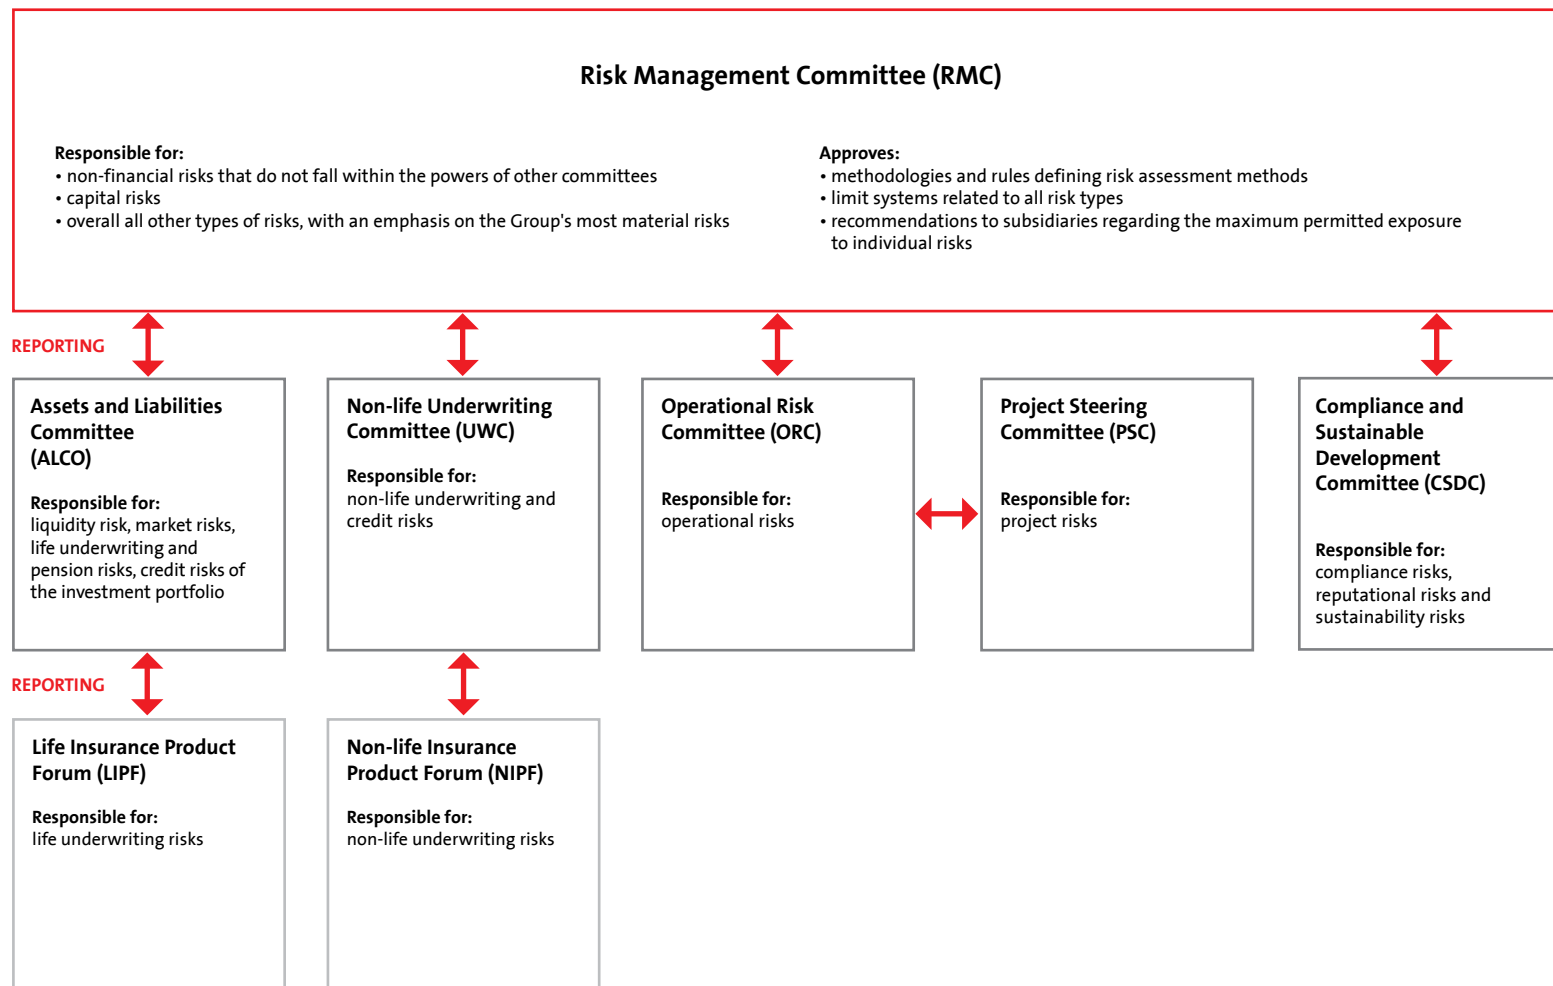 Risk Management Committee (RMC)
Responsible for:
• non-financial risks that do not fall within the powers of other committees
• capital risks
• overall all other types of risks, with an emphasis on the Group's most material risks
Approves:
• methodologies and rules defining risk assessment methods
• limit systems related to all risk types
• recommendations to subsidiaries regarding the maximum permitted exposure
to individual risks
REPORTING
Assets and Liabilities
Committee
(ALCO)
Responsible for:
liquidity risk, market risks,
life underwriting and
pension risks, credit risks of
the investment portfolio
Non-life Underwriting
Committee (UWC)
Responsible for:
non-life underwriting and
credit risks
Operational Risk
Committee (ORC)
Responsible for:
operational risks
Project Steering
Committee (PSC)
Responsible for:
project risks
Compliance and
Sustainable
Development
Committee (CSDC)
Responsible for:
compliance risks,
reputational risks and
sustainability risks
REPORTING
Life Insurance Product
Forum (LIPF)
Responsible for:
life underwriting risks
Non-life Insurance
Product Forum (NIPF)
Responsible for:
non-life underwriting risks